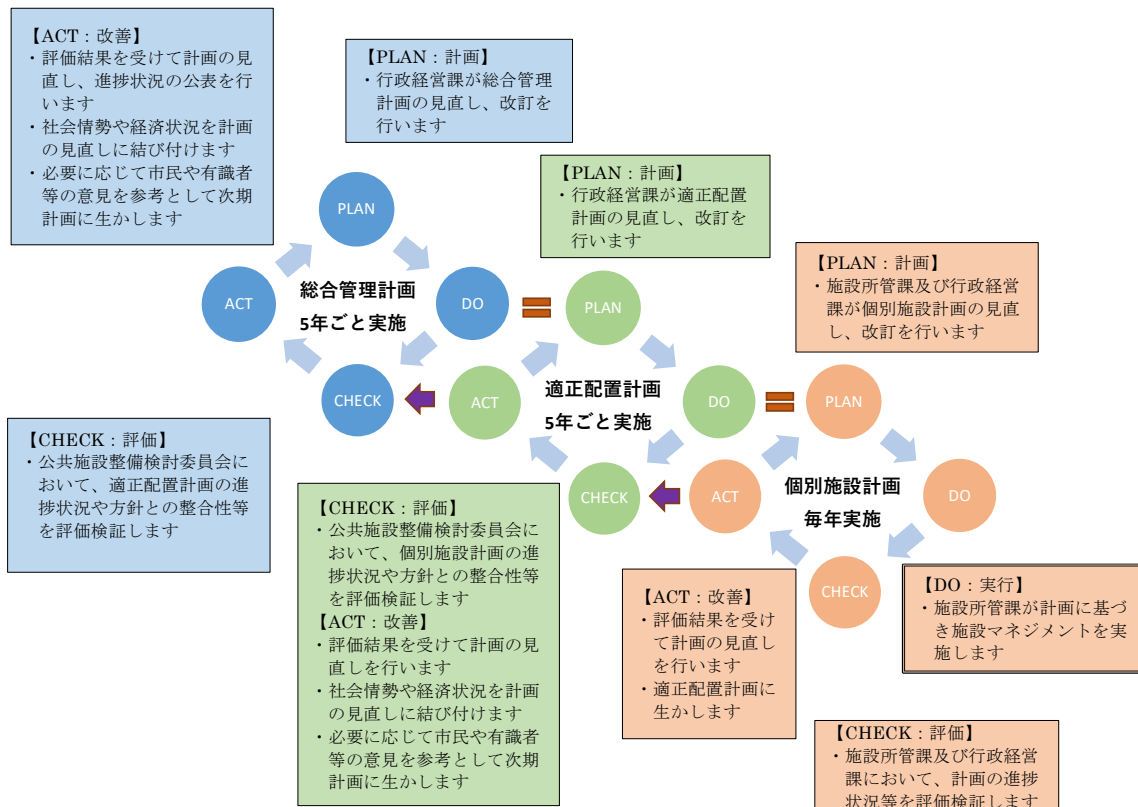 【ACT：改善】
・評価結果を受けて計画の見
直し、進捗状況の公表を行
います
・社会情勢や経済状況を計画
の見直しに結び付けます
・必要に応じて市民や有識者
等の意見を参考として次期
計画に生かします
【PLAN：計画】
・行政経営課が総合管理
計画の見直し、改訂を
行います
【PLAN：計画】
・行政経営課が適正配置
計画の見直し、改訂を
行います
【PLAN：計画】
・施設所管課及び行政経営
課が個別施設計画の見直
し、改訂を行います
PLAN
ACT
総合管理計画
5年ごと実施
DO
CHECK
PLAN
ACT
適正配置計画
5年ごと実施
DO
CHECK
PLAN
ACT
個別施設計画
毎年実施
DO
CHECK
【CHECK：評価】
・公共施設整備検討委員会に
おいて、適正配置計画の進
捗状況や方針との整合性等
を評価検証します
【CHECK：評価】
・公共施設整備検討委員会に
おいて、個別施設計画の進
捗状況や方針との整合性等
を評価検証します
【ACT：改善】
・評価結果を受けて計画の見
直しを行います
・社会情勢や経済状況を計画
の見直しに結び付けます
・必要に応じて市民や有識者
等の意見を参考として次期
計画に生かします
【ACT：改善】
・評価結果を受け
て計画の見直し
を行います
・適正配置計画に
生かします
【DO：実行】
・施設所管課が計画に基づ
き施設マネジメントを実
施します
【CHECK：評価】
・施設所管課及び行政経営
課において、計画の進捗
状況等を評価検証します